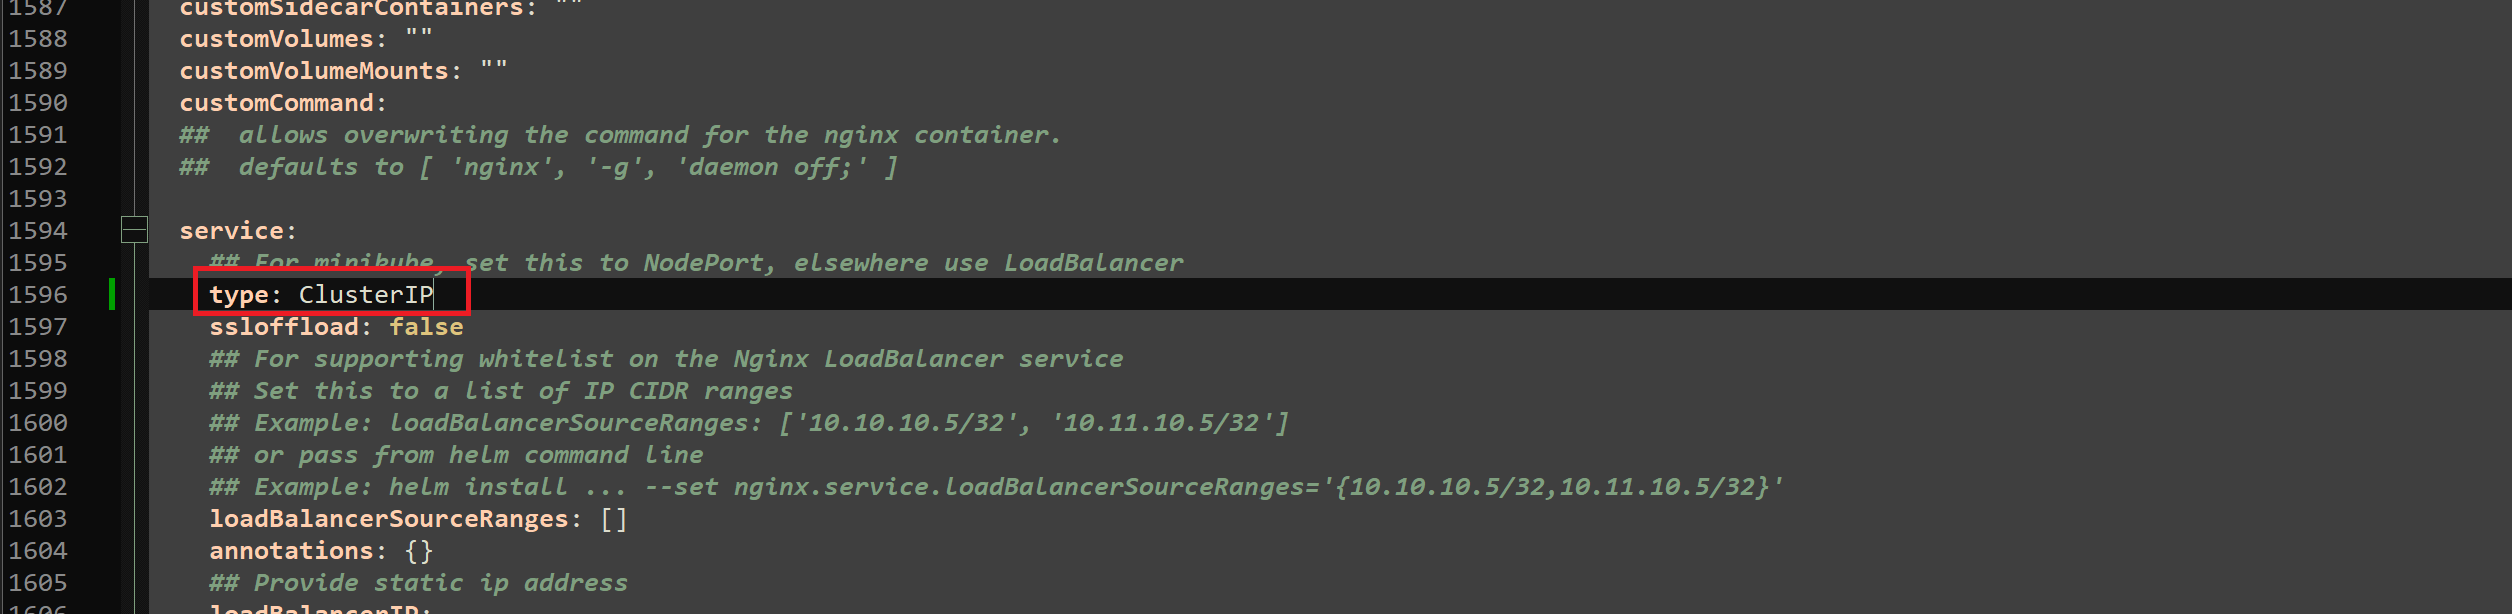 1587 customSidecarContainers: ""
1588 customVolumes: ""
1589 customVolumeMounts: ""
1590 customCommand:
1591 ##  allows overwriting the command for the nginx container.
1592 ##  defaults to [ 'nginx', '-g', 'daemon off;' ]
1593
1594 service:
1595 ## For minikube, set this to NodePort, elsewhere use LoadBalancer
1596 type: ClusterIP
1597 ssloffload: false
1598 ## For supporting whitelist on the Nginx LoadBalancer service
1599 ## Set this to a list of IP CIDR ranges
1600 ## Example: loadBalancerSourceRanges: ['10.10.10.5/32', '10.11.10.5/32']
1601 ## or pass from helm command line
1602 ## Example: helm install ... --set nginx.service.loadBalancerSourceRanges='{10.10.10.5/32,10.11.10.5/32}'
1603 loadBalancerSourceRanges: []
1604 annotations: {}
1605 ## Provide static ip address
1606 loadBalancerIP: